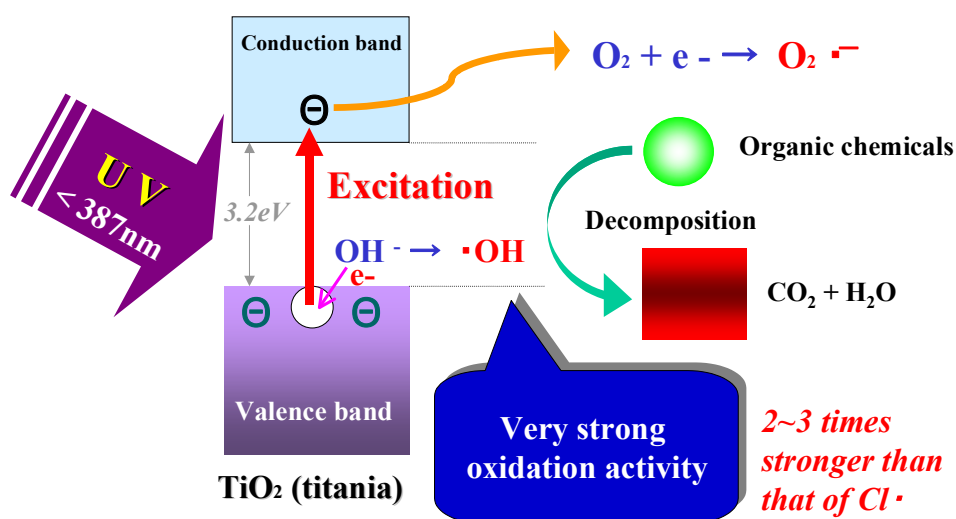 Conduction band
Θ
O₂ + e - → O₂ ·⁻
U V
< 387nm
Excitation
3.2eV
Organic chemicals
Decomposition
OH ⁻ → ·OH
e-
CO₂ + H₂O
Θ Θ
Valence band
Very strong
oxidation activity
2~3 times
stronger than
that of Cl·
TiO₂ (titania)